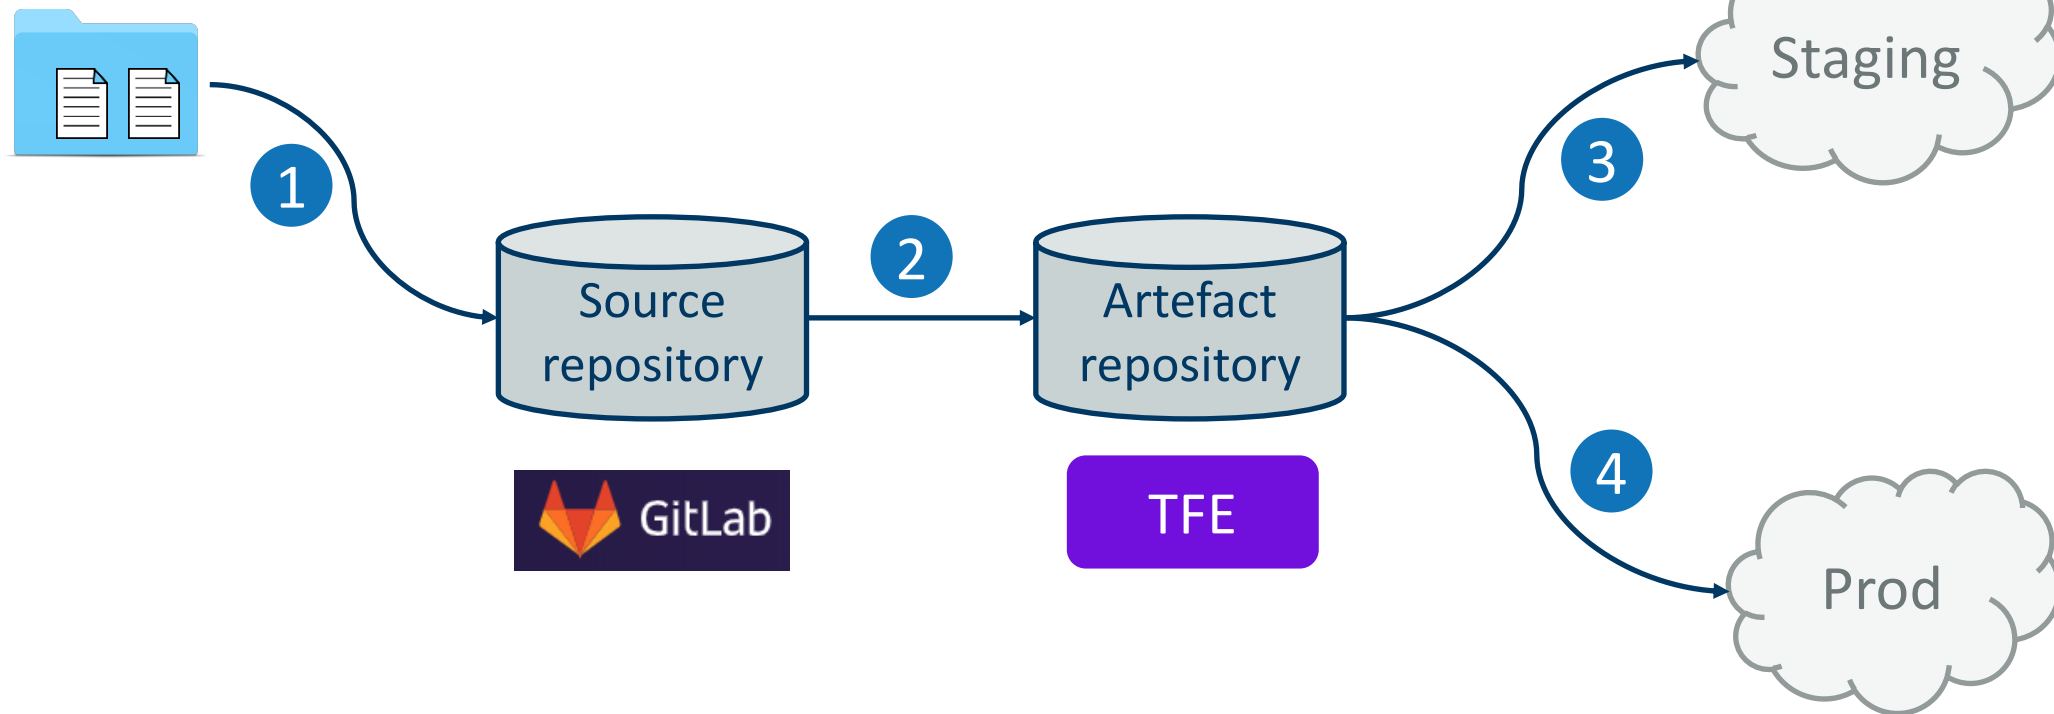 1
Source
repository
GitLab
2
Artefact
repository
TFE
3
Staging
4
Prod